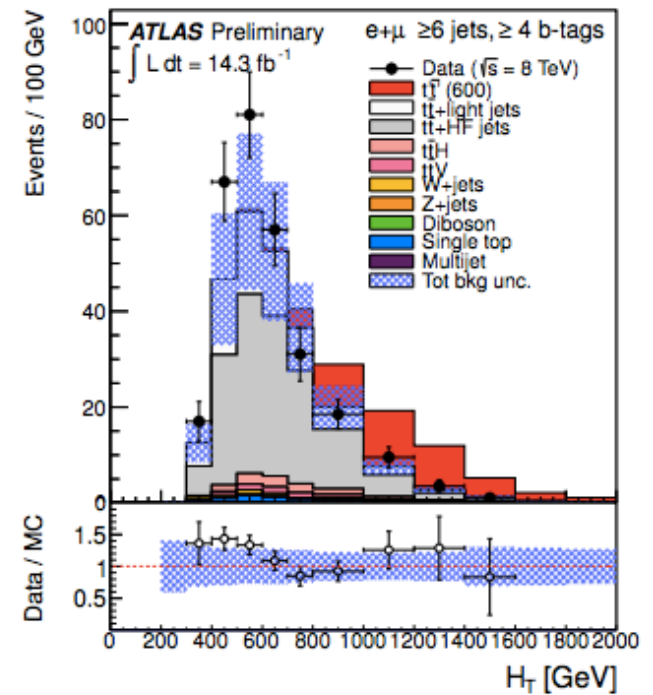 ATLAS Preliminary
∫ L dt = 14.3 fb⁻¹
e+μ ≥6 jets, ≥ 4 b-tags
Data (√s = 8 TeV)
tt̄' (600)
tt̄+light jets
tt̄+HF jets
tt̄H
tt̄V
W+jets
Z+jets
Diboson
Single top
Multijet
Tot bkg unc.
Events / 100 GeV
100
80
60
40
20
0
Data / MC
1.5
1
0.5
0 200 400 600 800 1000 1200 1400 1600 1800 2000
H_T [GeV]